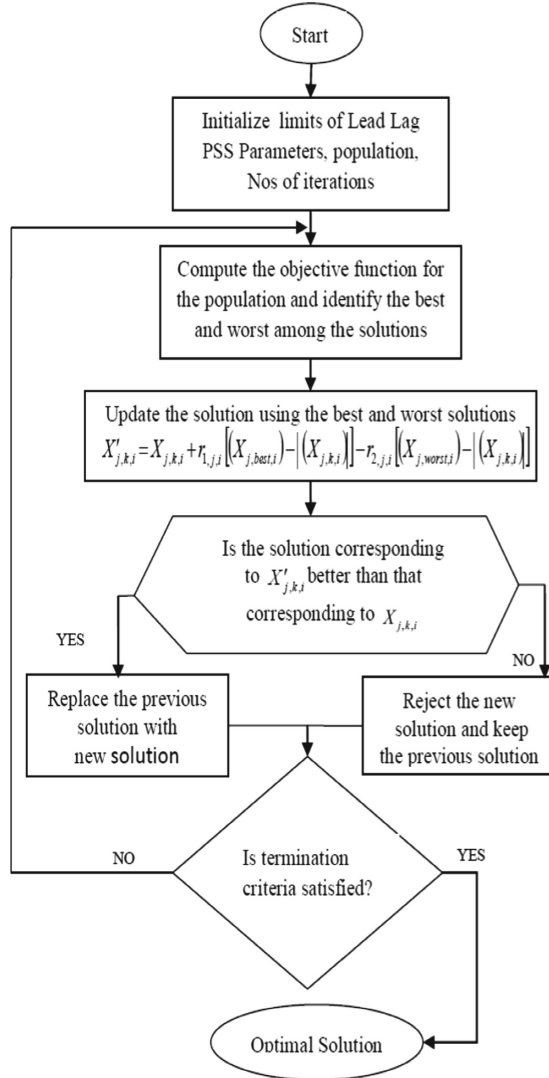 Start
Initialize limits of Lead Lag
PSS Parameters, population,
Nos of iterations
Compute the objective function for
the population and identify the best
and worst among the solutions
Update the solution using the best and worst solutions
X′j,k,i = Xj,k,i + r1,j,i [(Xj,best,i) − |(Xj,k,i)|] − r2,j,i [(Xj,worst,i) − |(Xj,k,i)|]
Is the solution corresponding
to X′j,k,i better than that
corresponding to Xj,k,i
YES
NO
Replace the previous
solution with
new solution
Reject the new
solution and keep
the previous solution
NO
Is termination
criteria satisfied?
YES
Optimal Solution